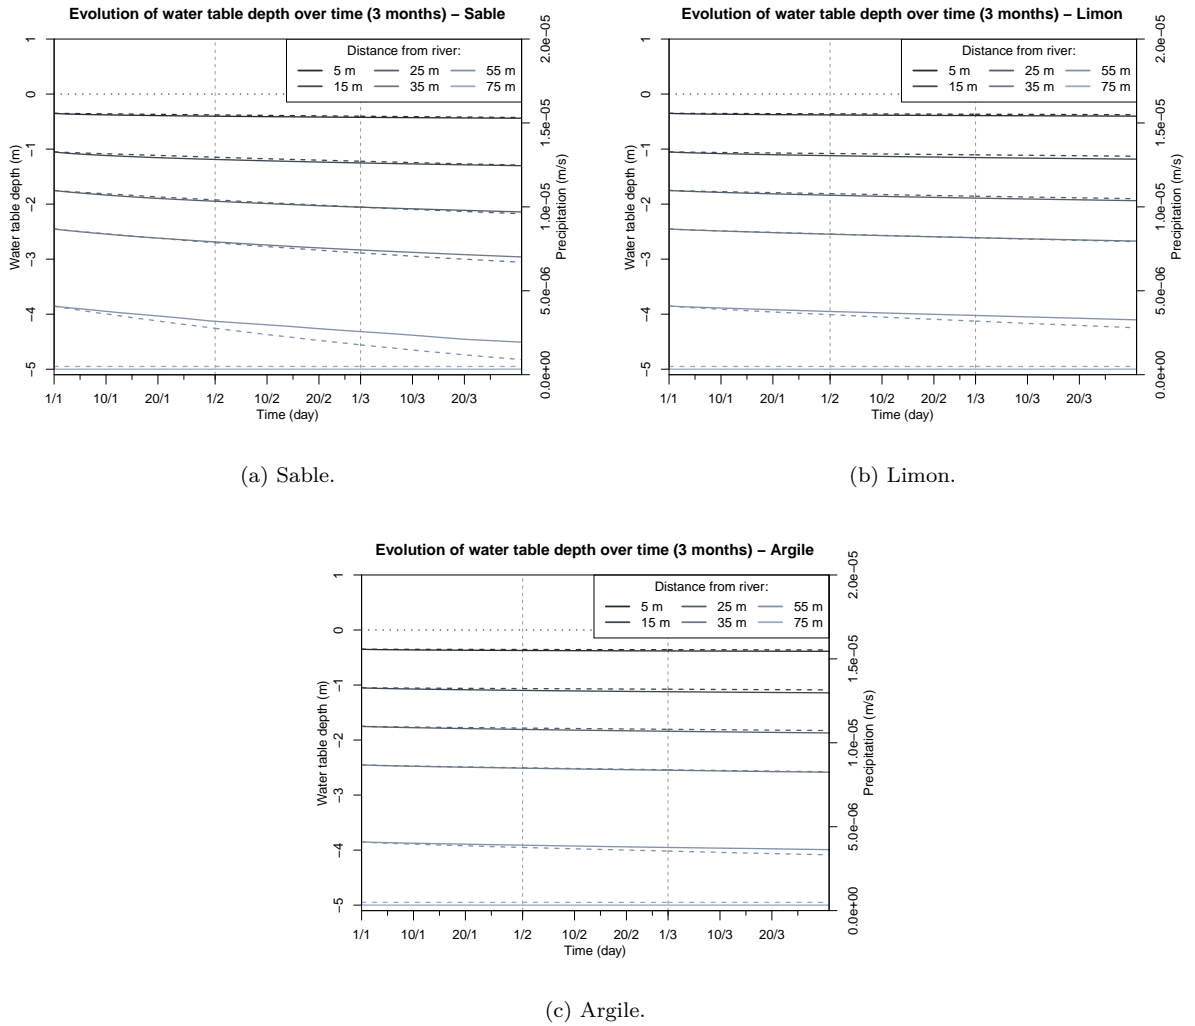 Evolution of water table depth over time (3 months) – Sable
Distance from river:
5 m 25 m 55 m
15 m 35 m 75 m
Water table depth (m)
1
0
−1
−2
−3
−4
−5
Precipitation (m/s)
2.0e−05
1.5e−05
1.0e−05
5.0e−06
0.0e+00
1/1 10/1 20/1 1/2 10/2 20/2 1/3 10/3 20/3
Time (day)
(a) Sable.
Evolution of water table depth over time (3 months) – Limon
Distance from river:
5 m 25 m 55 m
15 m 35 m 75 m
Water table depth (m)
1
0
−1
−2
−3
−4
−5
Precipitation (m/s)
2.0e−05
1.5e−05
1.0e−05
5.0e−06
0.0e+00
1/1 10/1 20/1 1/2 10/2 20/2 1/3 10/3 20/3
Time (day)
(b) Limon.
Evolution of water table depth over time (3 months) – Argile
Distance from river:
5 m 25 m 55 m
15 m 35 m 75 m
Water table depth (m)
1
0
−1
−2
−3
−4
−5
Precipitation (m/s)
2.0e−05
1.5e−05
1.0e−05
5.0e−06
0.0e+00
1/1 10/1 20/1 1/2 10/2 20/2 1/3 10/3 20/3
Time (day)
(c) Argile.